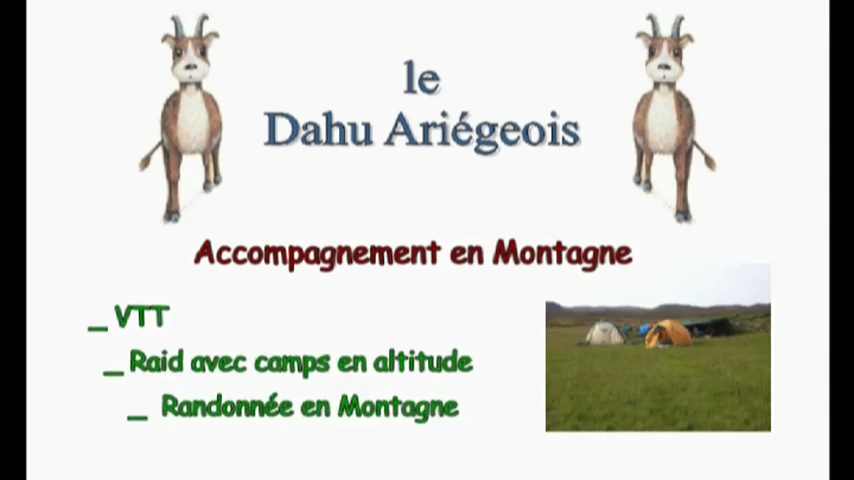 le
Dahu Ariégeois
Accompagnement en Montagne
_ VTT
_ Raid avec camps en altitude
_ Randonnée en Montagne